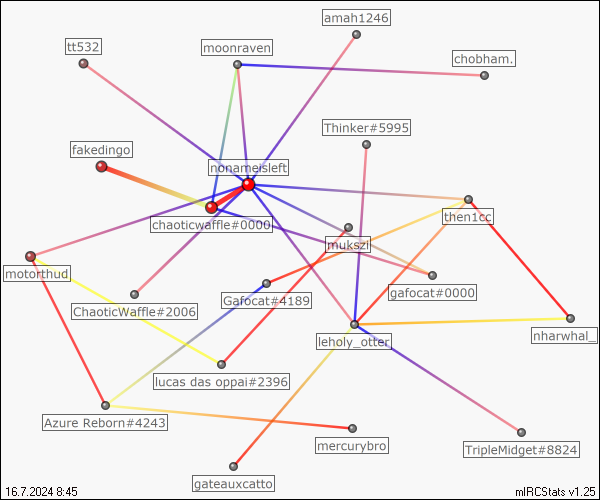 amah1246
tt532
moonraven
chobham.
Thinker#5995
fakedingo
nonameisleft
then1cc
chaoticwaffle#0000
mukszi
motorthud
gafocat#0000
Gafocat#4189
ChaoticWaffle#2006
nharwhal_
leholy_otter
lucas das oppai#2396
Azure Reborn#4243
mercurybro
TripleMidget#8824
gateauxcatto
16.7.2024 8:45
mIRCStats v1.25